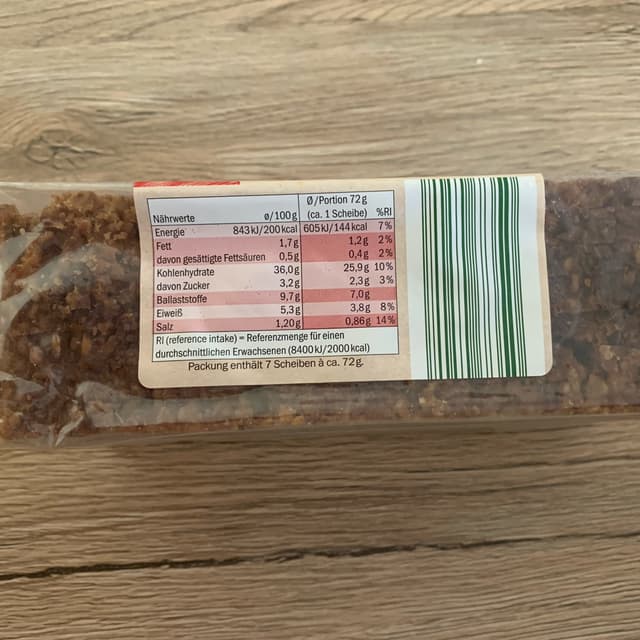 Nährwerte ø/100g Ø/Portion 72g (ca. 1 Scheibe) %RI
Energie 843kJ/200kcal 605kJ/144kcal 7%
Fett 1,7g 1,2g 2%
davon gesättigte Fettsäuren 0,5g 0,4g 2%
Kohlenhydrate 36,0g 25,9g 10%
davon Zucker 3,2g 2,3g 3%
Ballaststoffe 9,7g 7,0g
Eiweiß 5,3g 3,8g 8%
Salz 1,20g 0,86g 14%
RI (reference intake) = Referenzmenge für einen
durchschnittlichen Erwachsenen (8400kJ/2000kcal)
Packung enthält 7 Scheiben à ca. 72g.